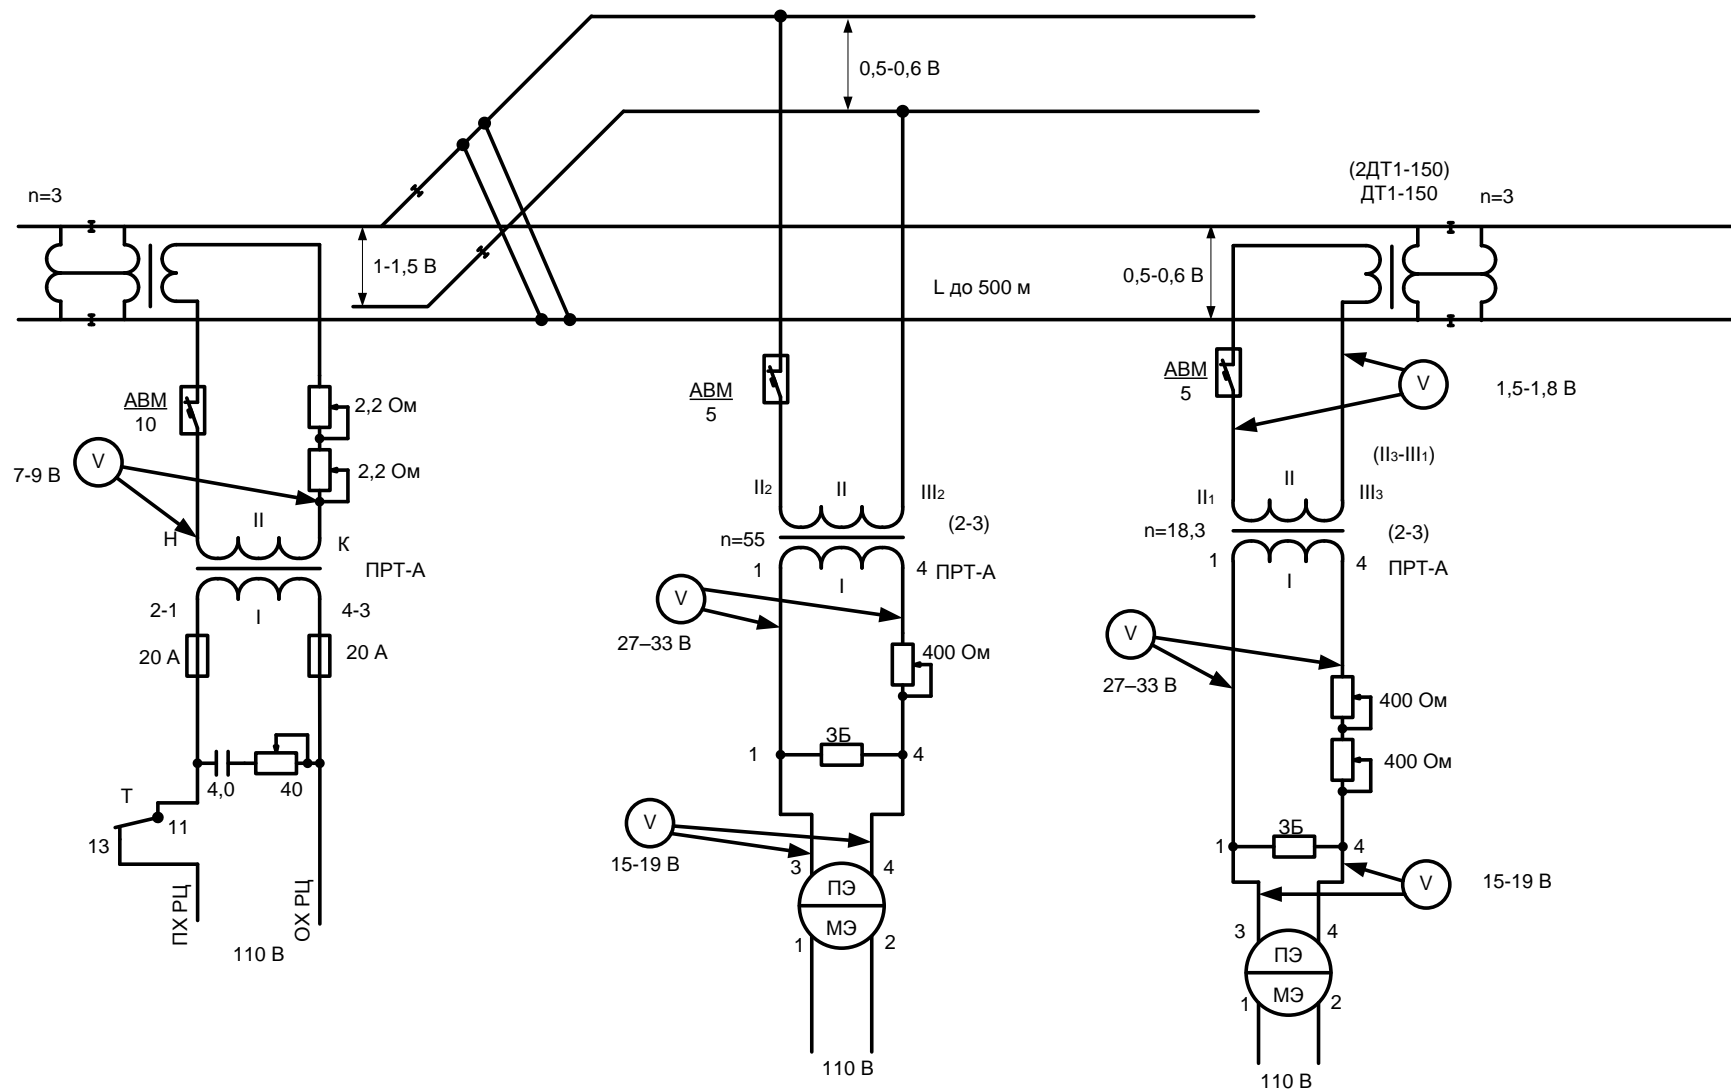 0,5-0,6 В
(2ДТ1-150)
ДТ1-150
n=3
n=3
1-1,5 В
0,5-0,6 В
L до 500 м
АВМ
10
2,2 Ом
2,2 Ом
V
7-9 В
II
Н
К
ПРТ-А
2-1
I
4-3
20 А
20 А
4,0
40
Т
11
13
ПХ РЦ
ОХ РЦ
110 В
АВМ
5
II2
II
III2
(2-3)
n=55
1
4
ПРТ-А
I
V
27–33 В
400 Ом
3Б
1
4
V
15-19 В
3
4
ПЭ
МЭ
1
2
110 В
АВМ
5
V
1,5-1,8 В
(II3-III1)
II1
II
III3
n=18,3
(2-3)
1
4
ПРТ-А
I
V
27–33 В
400 Ом
400 Ом
3Б
1
4
V
15-19 В
3
4
ПЭ
МЭ
1
2
110 В